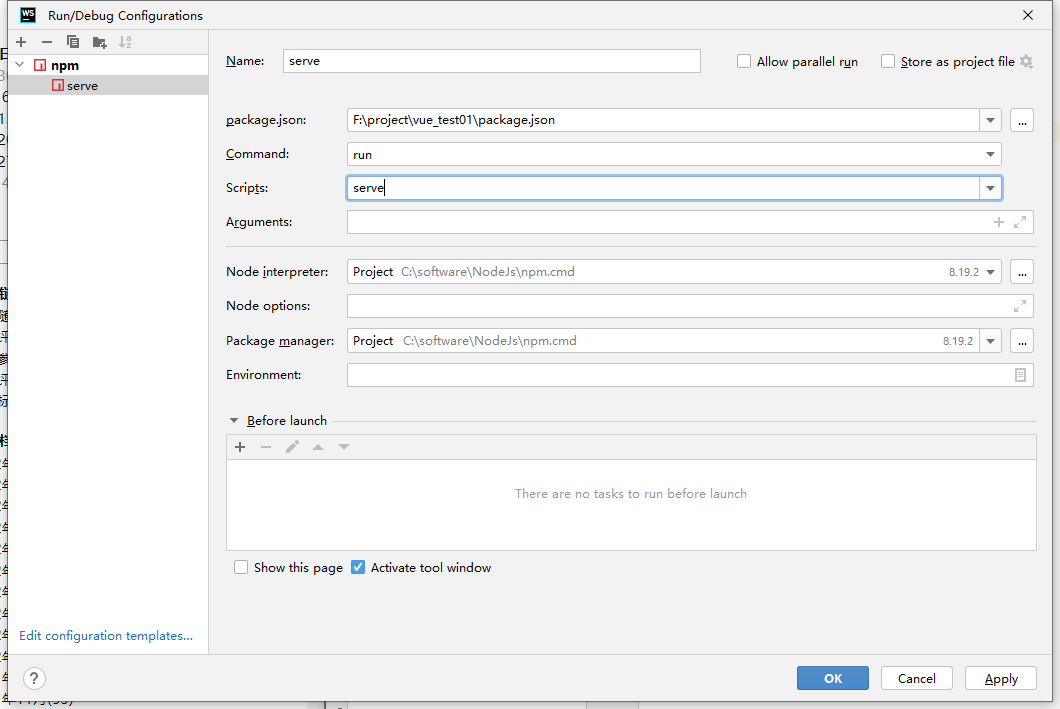 WS Run/Debug Configurations
npm
serve
Name: serve
Allow parallel run
Store as project file
package.json: F:\project\vue_test01\package.json
Command: run
Scripts: serve
Arguments:
Node interpreter: Project C:\software\NodeJs\npm.cmd 8.19.2
Node options:
Package manager: Project C:\software\NodeJs\npm.cmd 8.19.2
Environment:
Before launch
There are no tasks to run before launch
Show this page
Activate tool window
Edit configuration templates...
?
OK
Cancel
Apply